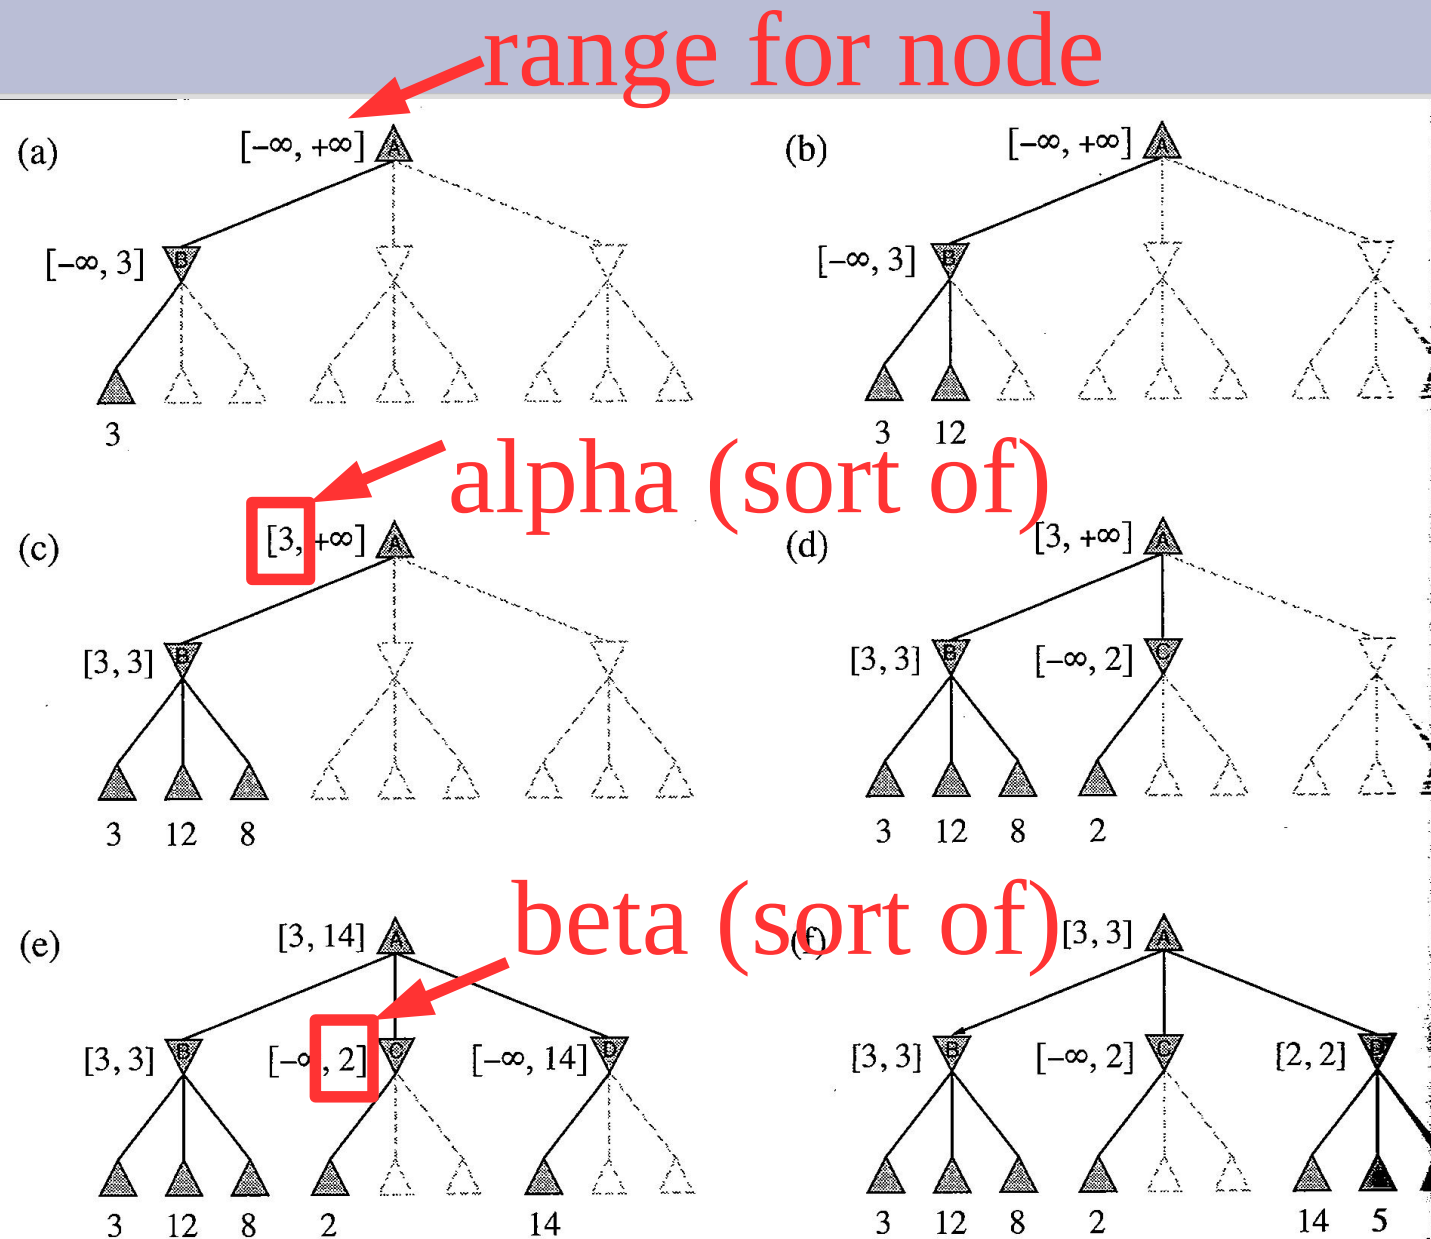 range for node
(a) [−∞, +∞] A
[−∞, 3] B
3
(b) [−∞, +∞] A
[−∞, 3] B
3 12
alpha (sort of)
(c) [3, +∞] A
[3, 3] B
3 12 8
(d) [3, +∞] A
[3, 3] B [−∞, 2] C
3 12 8 2
beta (sort of)
(e) [3, 14] A
[3, 3] B [−∞, 2] C [−∞, 14] D
3 12 8 2 14
(f) [3, 3] A
[3, 3] B [−∞, 2] C [2, 2] D
3 12 8 2 14 5